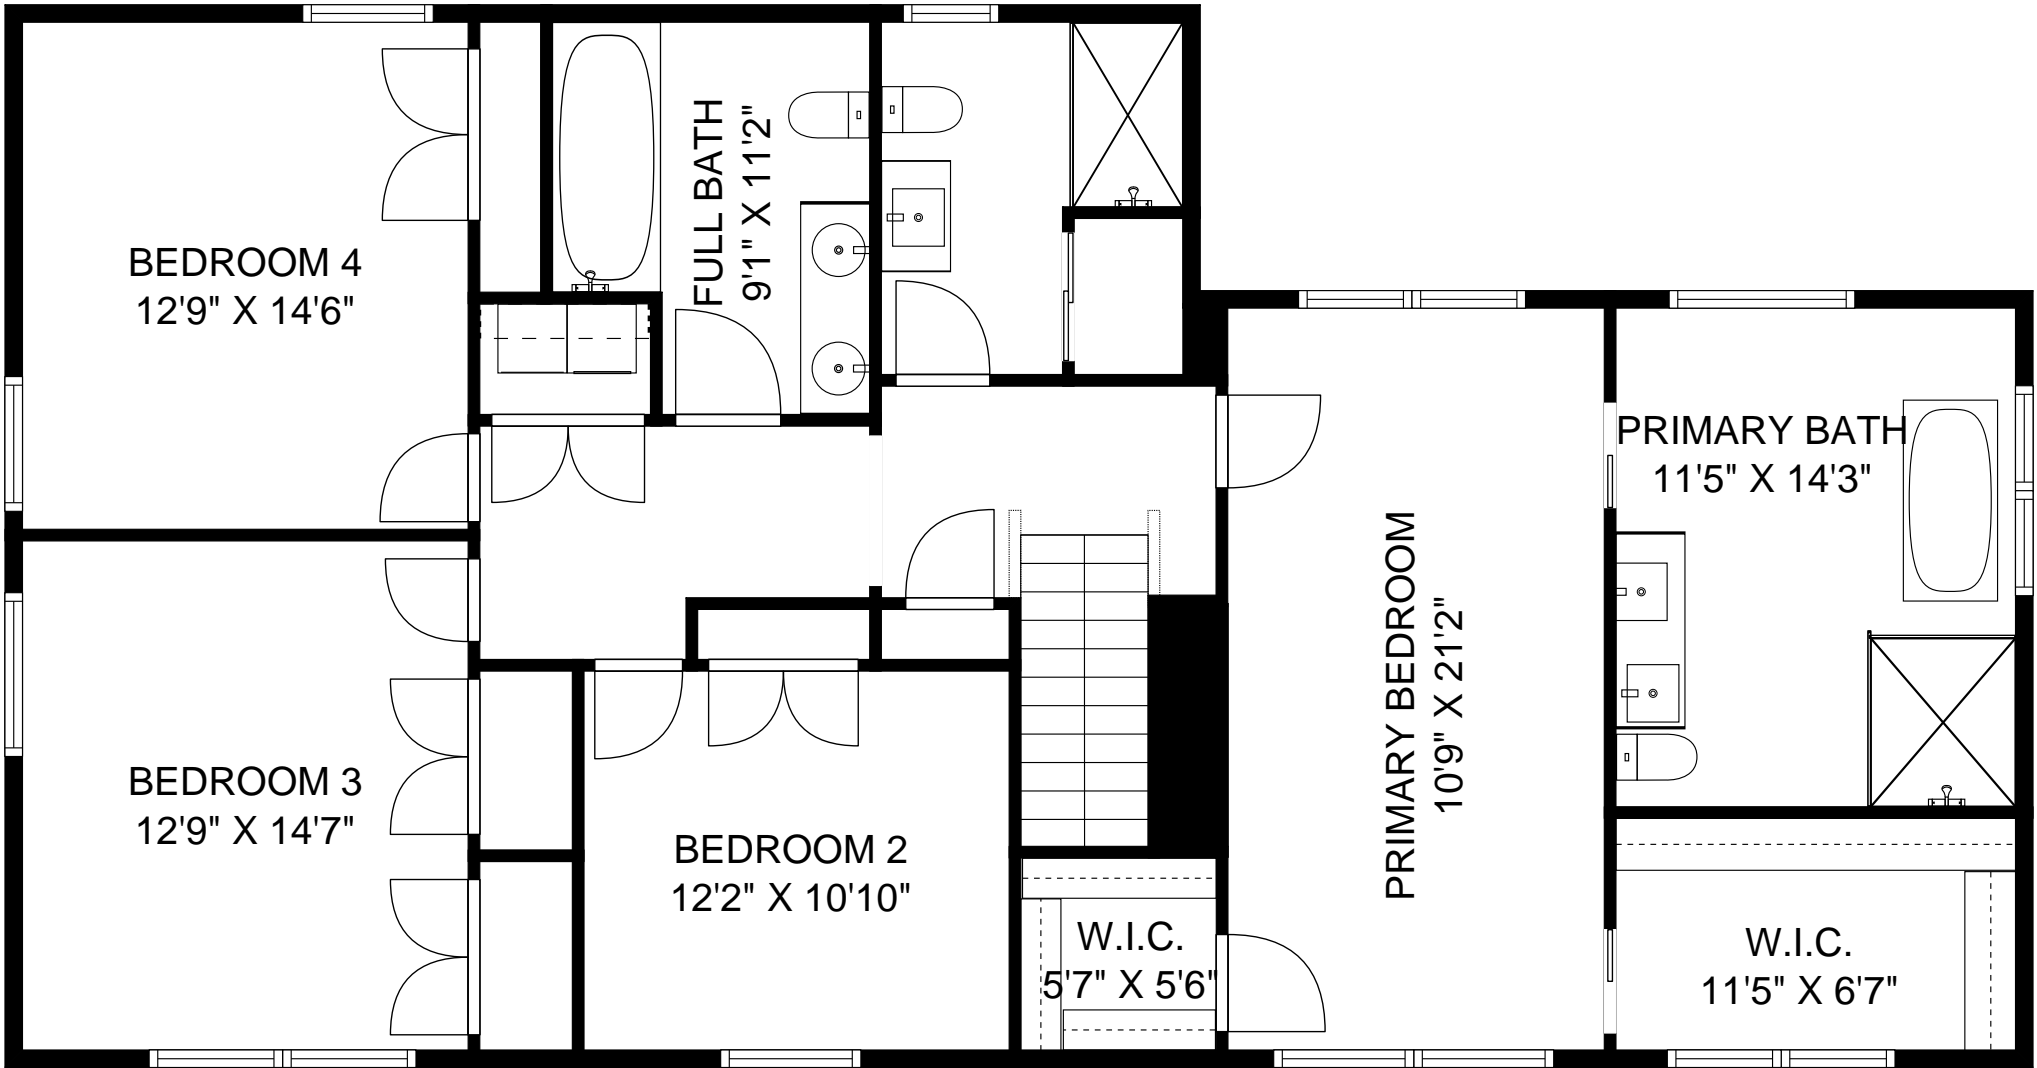 BEDROOM 4
12'9" X 14'6"
FULL BATH
9'1" X 11'2"
PRIMARY BATH
11'5" X 14'3"
PRIMARY BEDROOM
10'9" X 21'2"
BEDROOM 3
12'9" X 14'7"
BEDROOM 2
12'2" X 10'10"
W.I.C.
5'7" X 5'6"
W.I.C.
11'5" X 6'7"